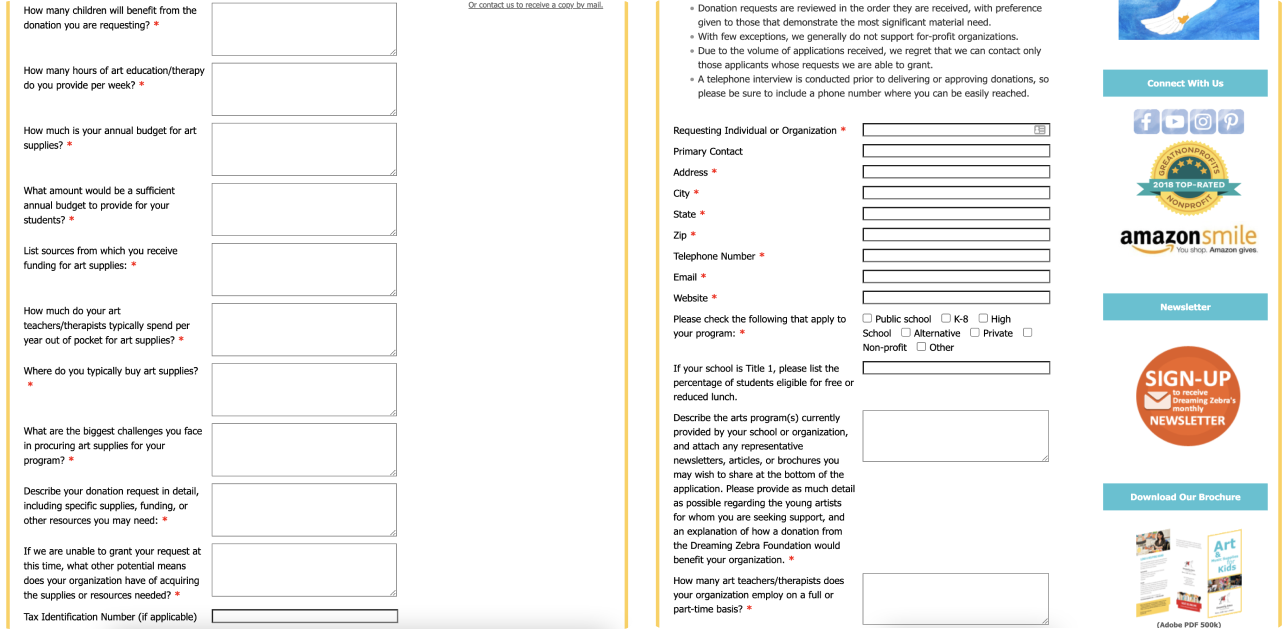 How many children will benefit from the
donation you are requesting? *
How many hours of art education/therapy
do you provide per week? *
How much is your annual budget for art
supplies? *
What amount would be a sufficient
annual budget to provide for your
students? *
List sources from which you receive
funding for art supplies: *
How much do your art
teachers/therapists typically spend per
year out of pocket for art supplies? *
Where do you typically buy art supplies?
*
What are the biggest challenges you face
in procuring art supplies for your
program? *
Describe your donation request in detail,
including specific supplies, funding, or
other resources you may need: *
If we are unable to grant your request at
this time, what other potential means
does your organization have of acquiring
the supplies or resources needed? *
Tax Identification Number (if applicable)
Or contact us to receive a copy by mail.
Donation requests are reviewed in the order they are received, with preference
given to those that demonstrate the most significant material need.
With few exceptions, we generally do not support for-profit organizations.
Due to the volume of applications received, we regret that we can contact only
those applicants whose requests we are able to grant.
A telephone interview is conducted prior to delivering or approving donations, so
please be sure to include a phone number where you can be easily reached.
Requesting Individual or Organization *
Primary Contact
Address *
City *
State *
Zip *
Telephone Number *
Email *
Website *
Please check the following that apply to
your program: *
Public school K-8 High
School Alternative Private
Non-profit Other
If your school is Title 1, please list the
percentage of students eligible for free or
reduced lunch.
Describe the arts program(s) currently
provided by your school or organization,
and attach any representative
newsletters, articles, or brochures you
may wish to share at the bottom of the
application. Please provide as much detail
as possible regarding the young artists
for whom you are seeking support, and
an explanation of how a donation from
the Dreaming Zebra Foundation would
benefit your organization. *
How many art teachers/therapists does
your organization employ on a full or
part-time basis? *
Connect With Us
GREATNONPROFITS
2018 TOP-RATED
NONPROFIT
amazonsmile
You shop. Amazon gives.
Newsletter
SIGN-UP
to receive
Dreaming Zebra's
monthly
NEWSLETTER
Download Our Brochure
Art
for
Kids
(Adobe PDF 500k)